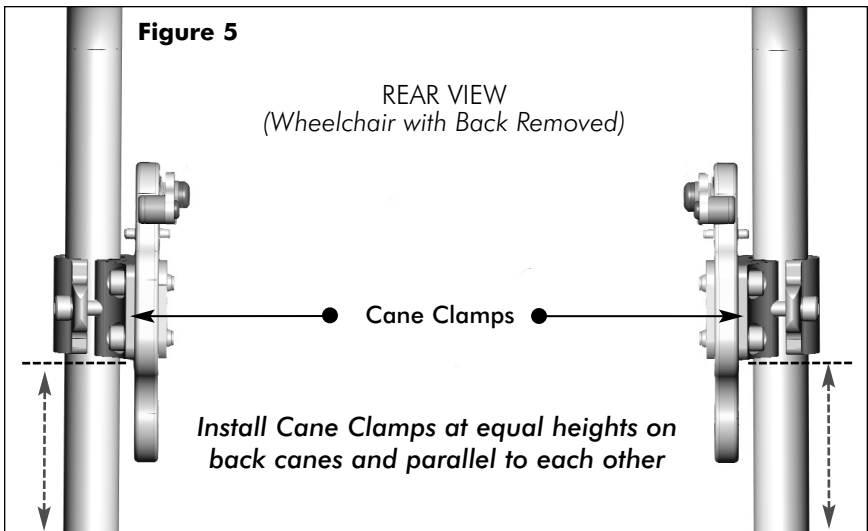 Figure 5
REAR VIEW
(Wheelchair with Back Removed)
Cane Clamps
Install Cane Clamps at equal heights on
back canes and parallel to each other